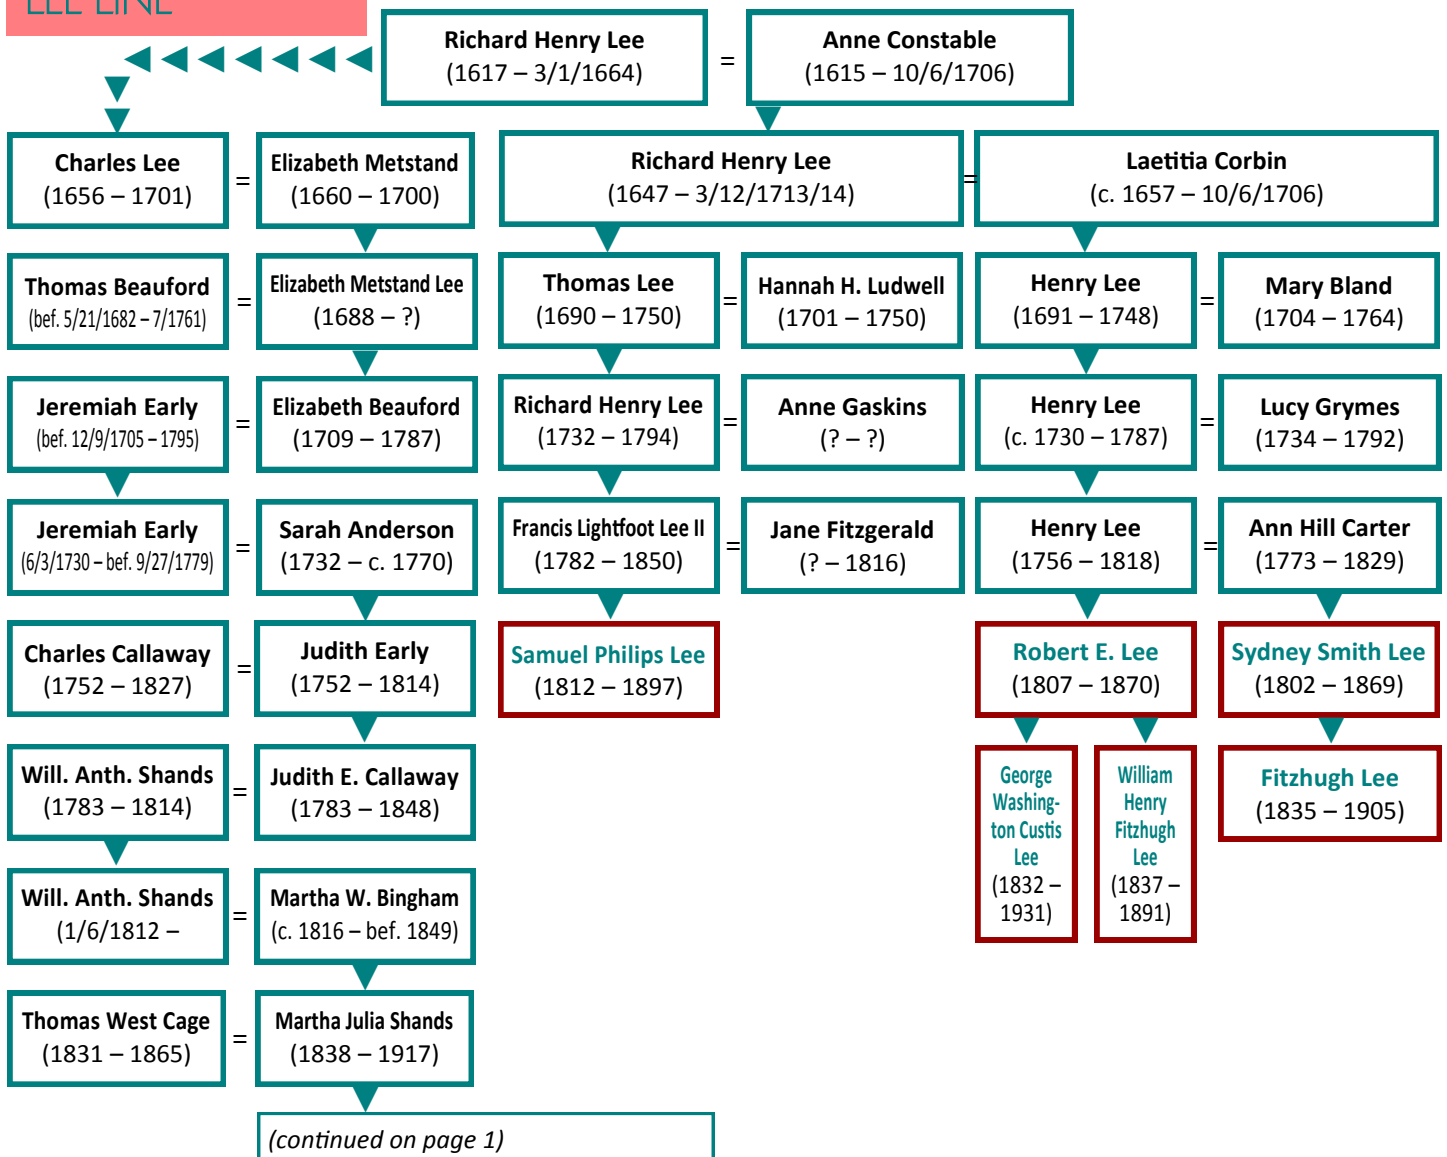 LEE LINE
Richard Henry Lee
(1617 – 3/1/1664)
=
Anne Constable
(1615 – 10/6/1706)
Charles Lee
(1656 – 1701)
=
Elizabeth Metstand
(1660 – 1700)
Richard Henry Lee
(1647 – 3/12/1713/14)
=
Laetitia Corbin
(c. 1657 – 10/6/1706)
Thomas Beauford
(bef. 5/21/1682 – 7/1761)
=
Elizabeth Metstand Lee
(1688 – ?)
Thomas Lee
(1690 – 1750)
=
Hannah H. Ludwell
(1701 – 1750)
Henry Lee
(1691 – 1748)
=
Mary Bland
(1704 – 1764)
Jeremiah Early
(bef. 12/9/1705 – 1795)
=
Elizabeth Beauford
(1709 – 1787)
Richard Henry Lee
(1732 – 1794)
=
Anne Gaskins
(? – ?)
Henry Lee
(c. 1730 – 1787)
=
Lucy Grymes
(1734 – 1792)
Jeremiah Early
(6/3/1730 – bef. 9/27/1779)
=
Sarah Anderson
(1732 – c. 1770)
Francis Lightfoot Lee II
(1782 – 1850)
=
Jane Fitzgerald
(? – 1816)
Henry Lee
(1756 – 1818)
=
Ann Hill Carter
(1773 – 1829)
Charles Callaway
(1752 – 1827)
=
Judith Early
(1752 – 1814)
Samuel Philips Lee
(1812 – 1897)
Robert E. Lee
(1807 – 1870)
Sydney Smith Lee
(1802 – 1869)
Will. Anth. Shands
(1783 – 1814)
=
Judith E. Callaway
(1783 – 1848)
George
Washing-
ton Custis
Lee
(1832 –
1931)
William
Henry
Fitzhugh
Lee
(1837 –
1891)
Fitzhugh Lee
(1835 – 1905)
Will. Anth. Shands
(1/6/1812 –
=
Martha W. Bingham
(c. 1816 – bef. 1849)
Thomas West Cage
(1831 – 1865)
=
Martha Julia Shands
(1838 – 1917)
(continued on page 1)